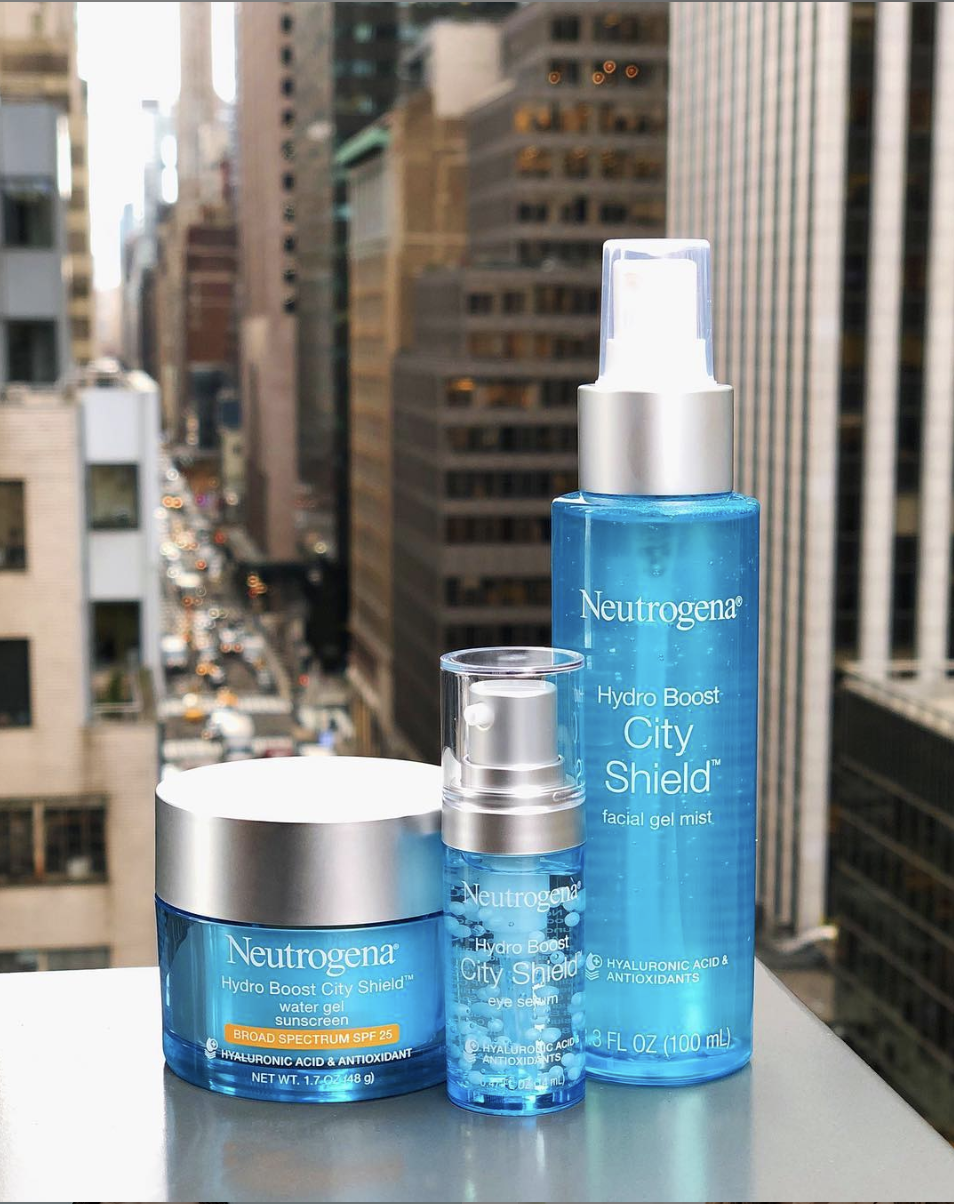 Neutrogena®
Hydro Boost City Shield™
water gel
sunscreen
BROAD SPECTRUM SPF 25
HYALURONIC ACID & ANTIOXIDANT
NET WT. 1.7 OZ (48 g)
Neutrogena®
Hydro Boost
City Shield
eye serum
HYALURONIC ACID &
ANTIOXIDANTS
Neutrogena®
Hydro Boost
City
Shield™
facial gel mist
HYALURONIC ACID &
ANTIOXIDANTS
.3 FL OZ (100 mL)